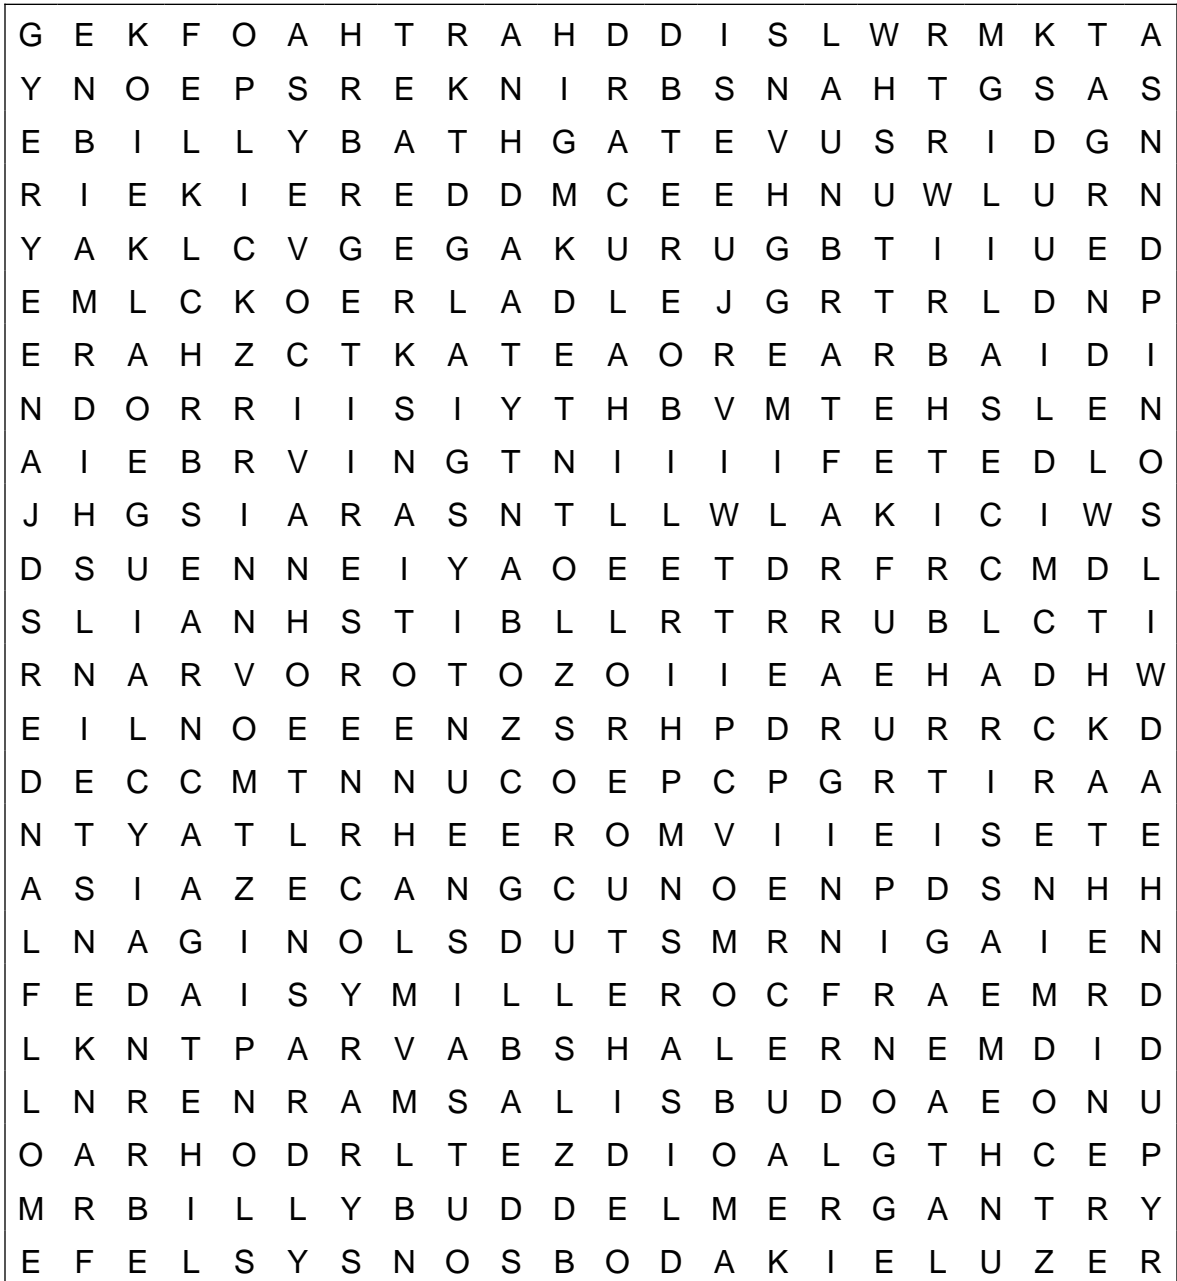 G E K F O A H T R A H D D I S L W R M K T A
Y N O E P S R E K N I R B S N A H T G S A S
E B I L L Y B A T H G A T E V U S R I D G N
R I E K I E R E D D M C E E H N U W L U R N
Y A K L C V G E G A K U R U G B T I I U E D
E M L C K O E R L A D L E J G R T R L D N P
E R A H Z C T K A T E A O R E A R B A I D I
N D O R R I I S I Y T H B V M T E H S L E N
A I E B R V I N G T N I I I I F E T E D L O
J H G S I A R A S N T L L W L A K I C I W S
D S U E N N E I Y A O E E T D R F R C M D L
S L I A N H S T I B L L R T R R U B L C T I
R N A R V O R O T O Z O I I E A E H A D H W
E I L N O E E E N Z S R H P D R U R R C K D
D E C C M T N N U C O E P C P G R T I R A A
N T Y A T L R H E E R O M V I I E I S E T E
A S I A Z E C A N G C U N O E N P D S N H H
L N A G I N O L S D U T S M R N I G A I E N
F E D A I S Y M I L L E R O C F R A E M R D
L K N T P A R V A B S H A L E R N E M D I D
L N R E N R A M S A L I S B U D O A E O N U
O A R H O D R L T E Z D I O A L G T H C E P
M R B I L L Y B U D D E L M E R G A N T R Y
E F E L S Y S N O S B O D A K I E L U Z E R